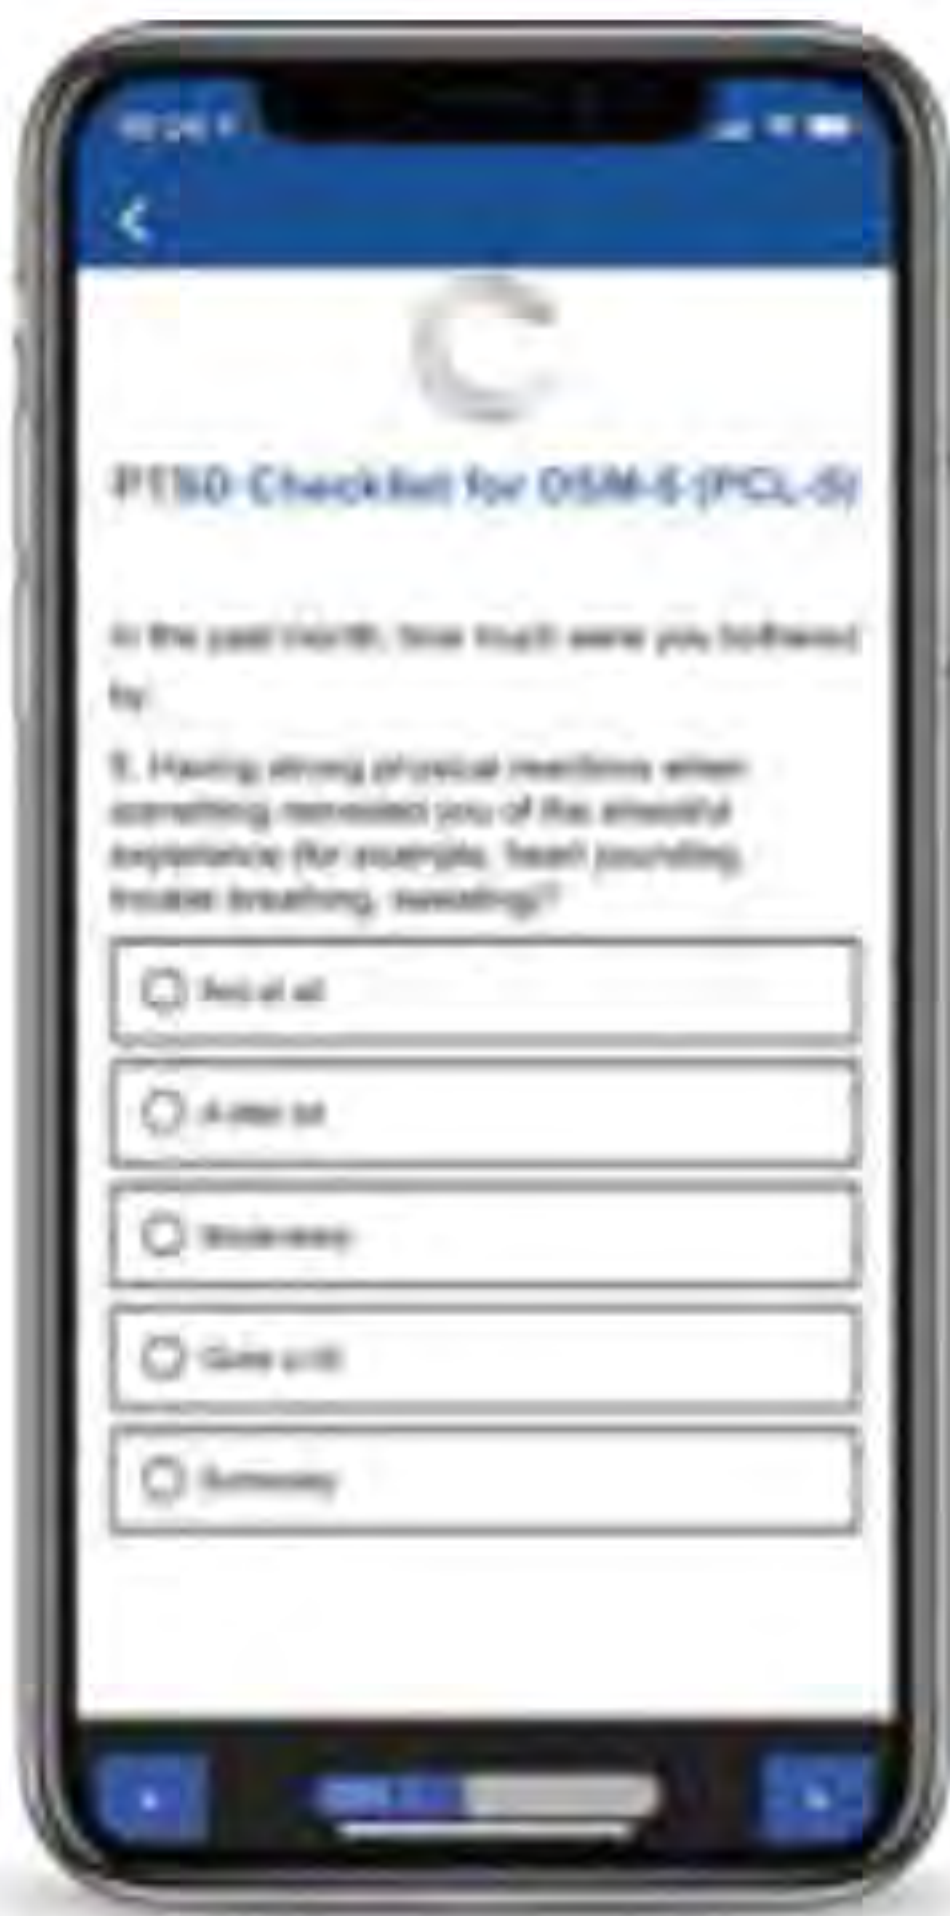 PTSD Checklist for DSM-5 (PCL-5)
In the past month, how much were you bothered
by:
5. Having strong physical reactions when
something reminded you of the stressful
experience (for example, heart pounding,
trouble breathing, sweating)?
Not at all
A little bit
Moderately
Quite a bit
Extremely